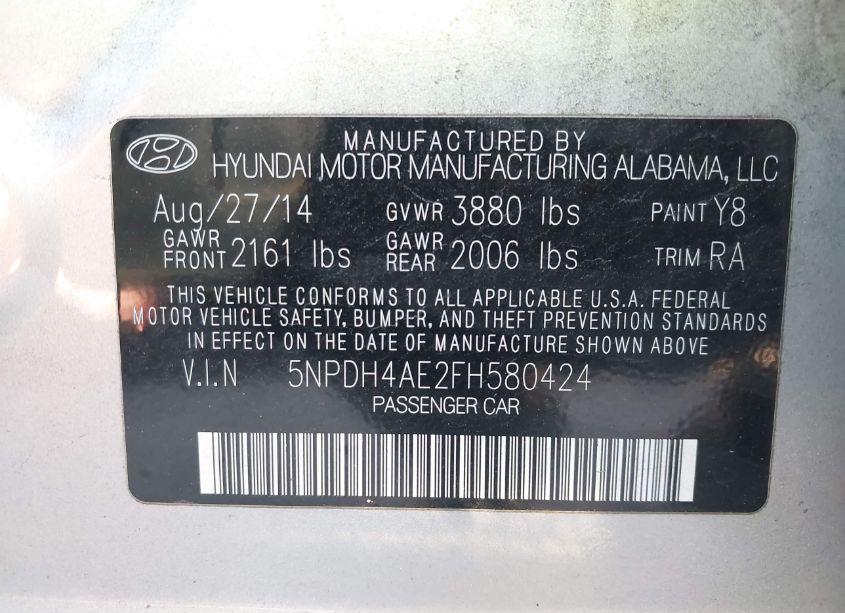 MANUFACTURED BY
HYUNDAI MOTOR MANUFACTURING ALABAMA, LLC
Aug/27/14 GVWR 3880 lbs PAINT Y8
GAWR FRONT 2161 lbs GAWR REAR 2006 lbs TRIM RA
THIS VEHICLE CONFORMS TO ALL APPLICABLE U.S.A. FEDERAL
MOTOR VEHICLE SAFETY, BUMPER, AND THEFT PREVENTION STANDARDS
IN EFFECT ON THE DATE OF MANUFACTURE SHOWN ABOVE
V.I.N 5NPDH4AE2FH580424
PASSENGER CAR